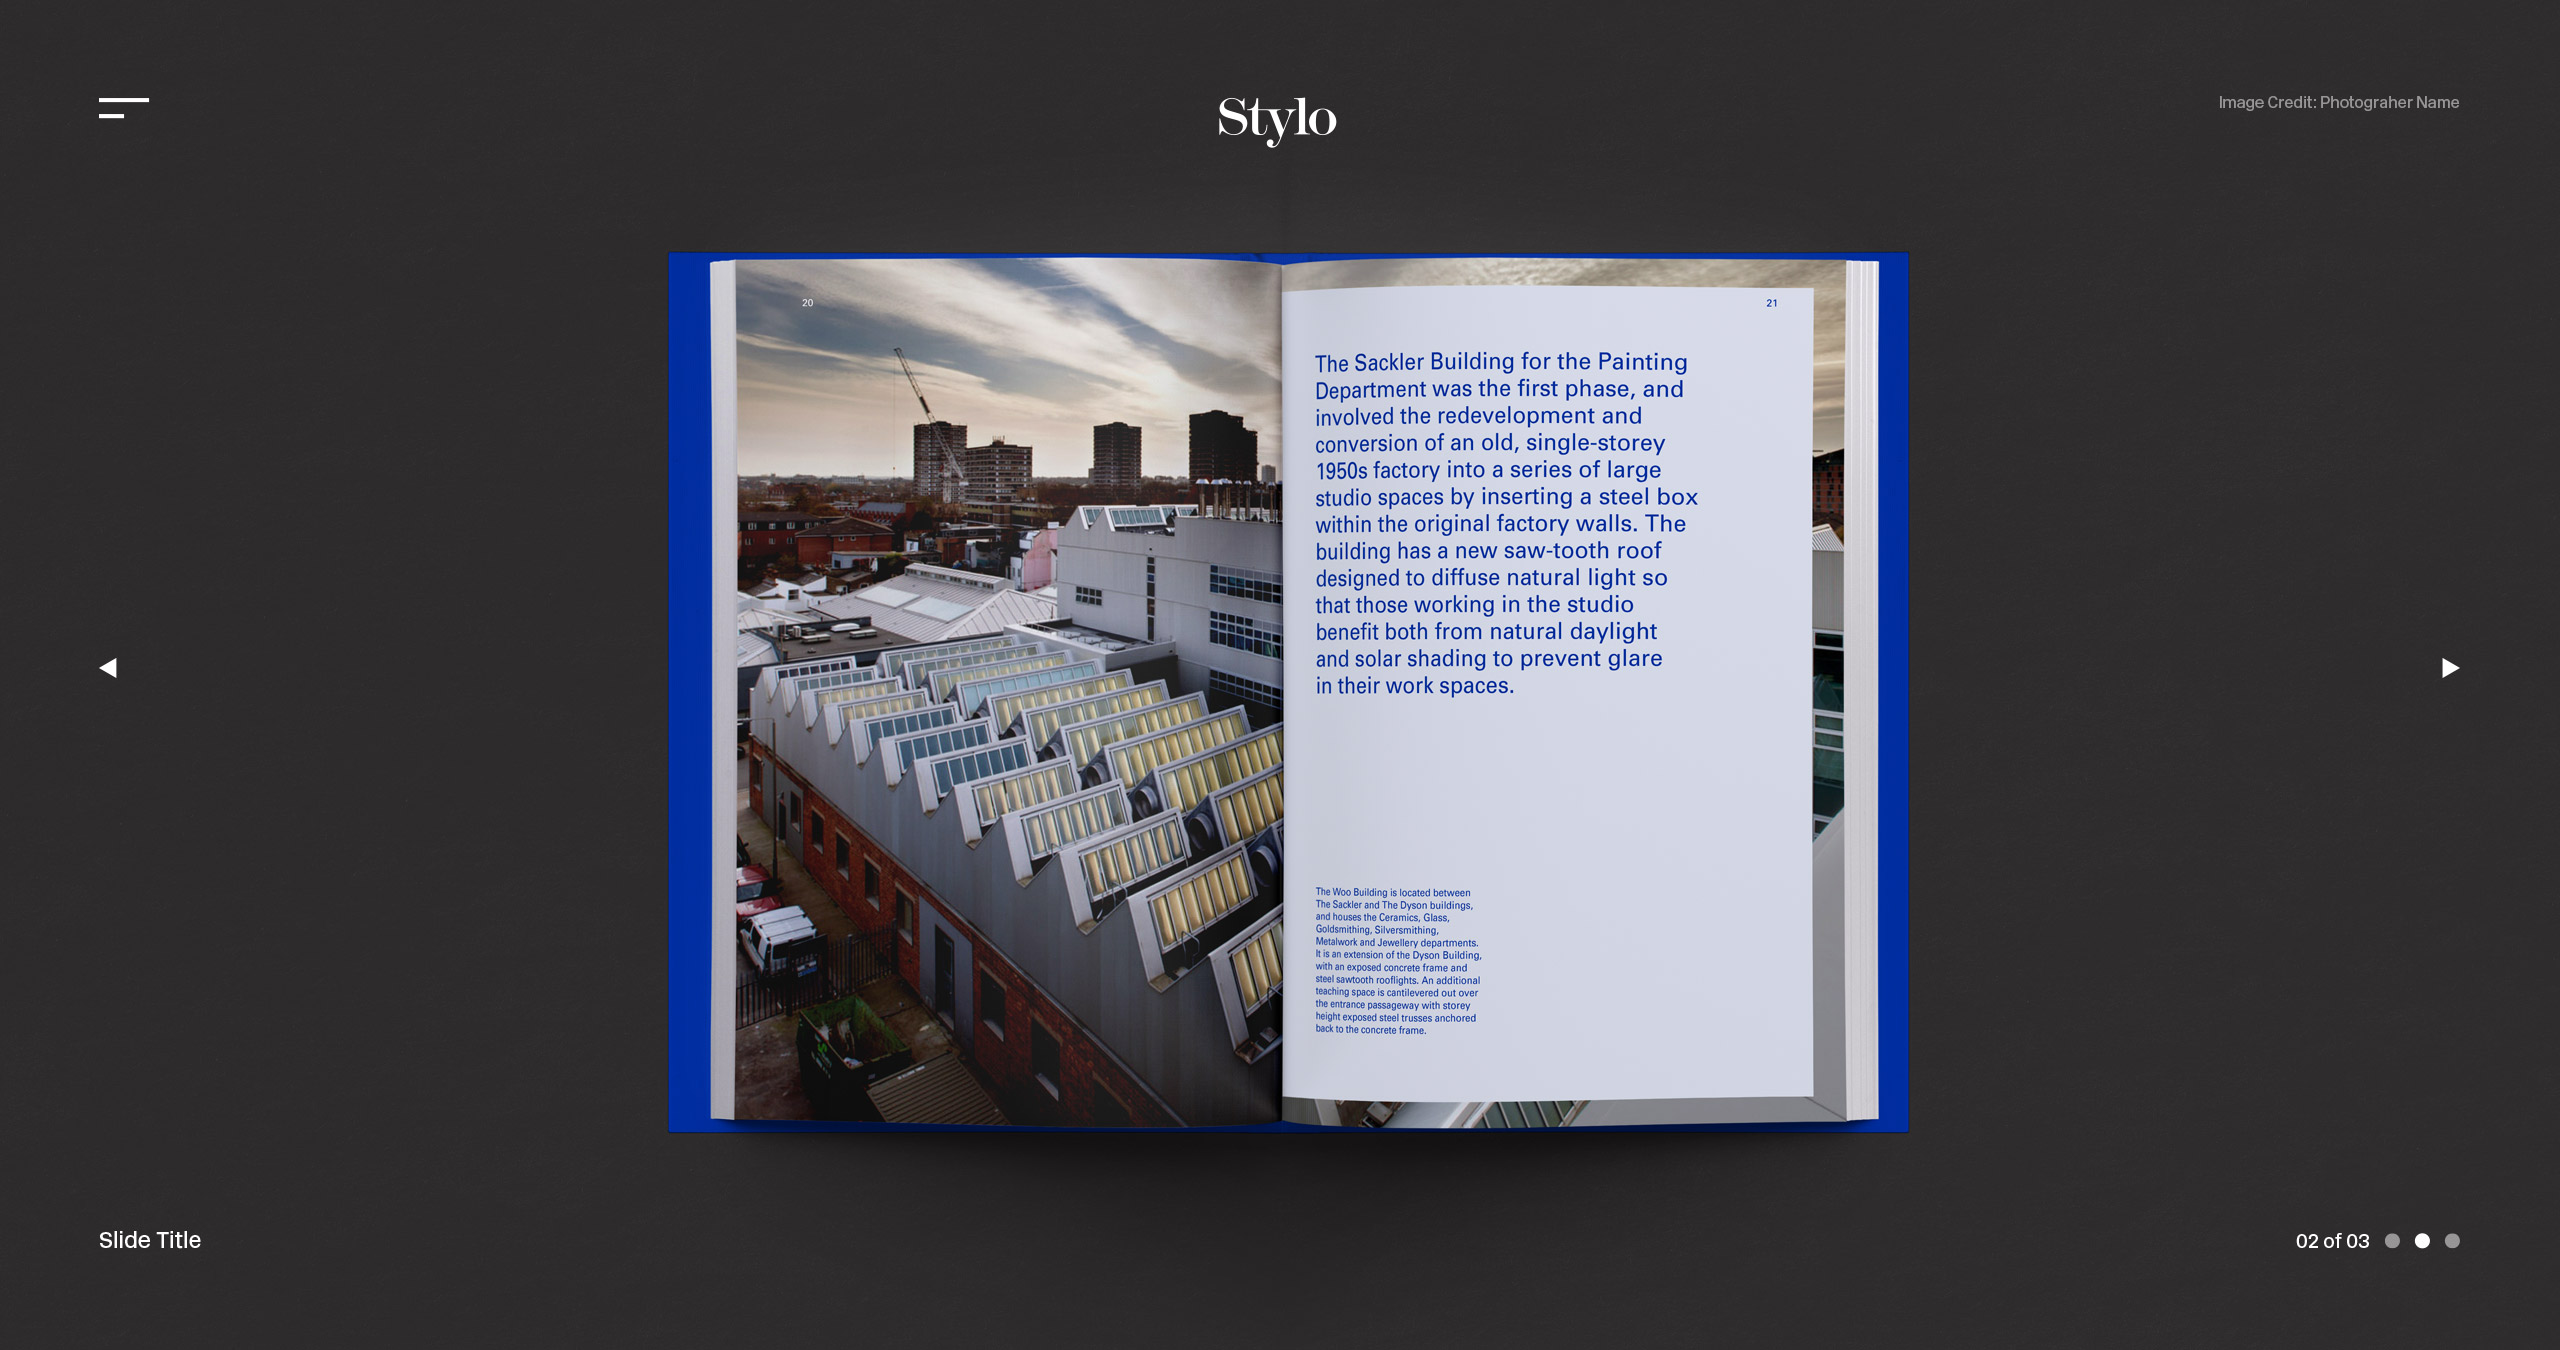 Stylo
Image Credit: Photograher Name
20
21
The Sackler Building for the Painting
Department was the first phase, and
involved the redevelopment and
conversion of an old, single-storey
1950s factory into a series of large
studio spaces by inserting a steel box
within the original factory walls. The
building has a new saw-tooth roof
designed to diffuse natural light so
that those working in the studio
benefit both from natural daylight
and solar shading to prevent glare
in their work spaces.
The Woo Building is located between
The Sackler and The Dyson buildings,
and houses the Ceramics, Glass,
Goldsmithing, Silversmithing,
Metalwork and Jewellery departments.
It is an extension of the Dyson Building,
with an exposed concrete frame and
steel sawtooth rooflights. An additional
teaching space is cantilevered out over
the entrance passageway with storey
height exposed steel trusses anchored
back to the concrete frame.
Slide Title
02 of 03